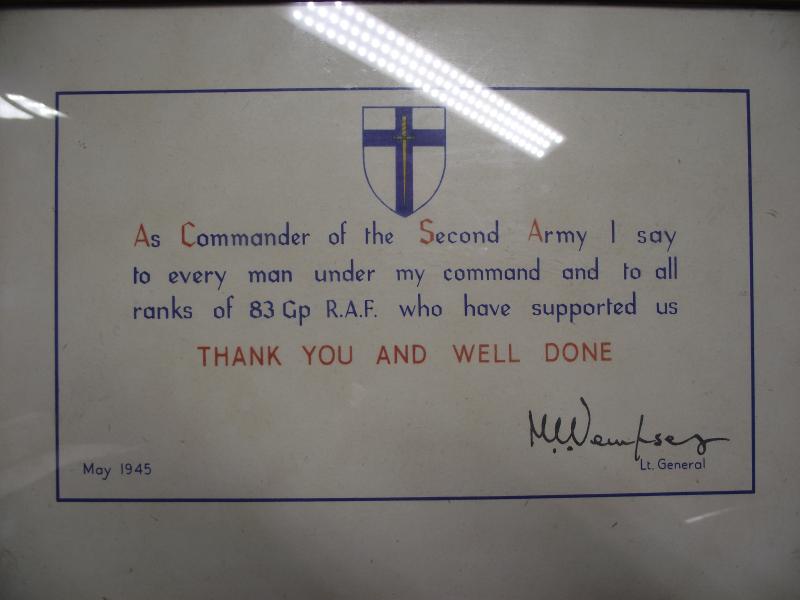 As Commander of the Second Army I say
to every man under my command and to all
ranks of 83 Gp R.A.F. who have supported us
THANK YOU AND WELL DONE
M.C. Dempsey
May 1945
Lt. General